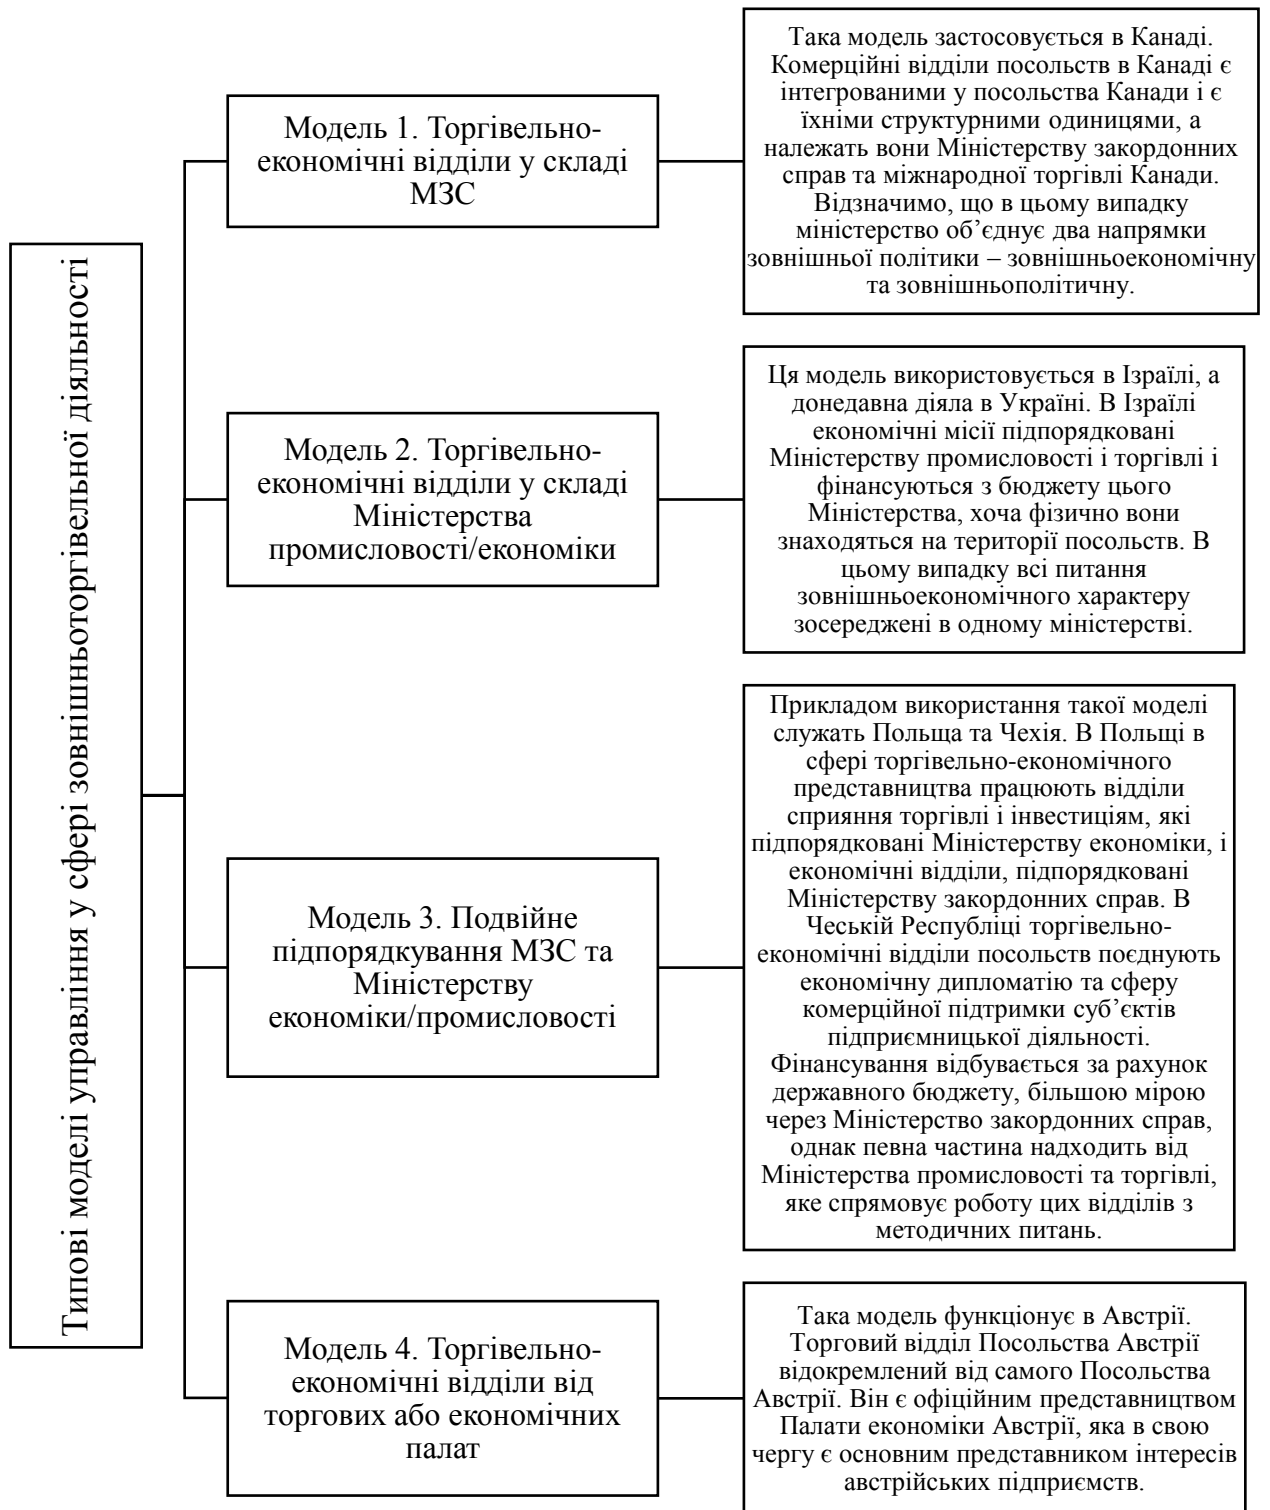 Типові моделі управління у сфері зовнішньоторгівельної діяльності
Модель 1. Торгівельно-
економічні відділи у складі
МЗС
Така модель застосовується в Канаді.
Комерційні відділи посольств в Канаді є
інтегрованими у посольства Канади і є
їхніми структурними одиницями, а
належать вони Міністерству закордонних
справ та міжнародної торгівлі Канади.
Відзначимо, що в цьому випадку
міністерство об’єднує два напрямки
зовнішньої політики – зовнішньоекономічну
та зовнішньополітичну.
Модель 2. Торгівельно-
економічні відділи у складі
Міністерства
промисловості/економіки
Ця модель використовується в Ізраїлі, а
донедавна діяла в Україні. В Ізраїлі
економічні місії підпорядковані
Міністерству промисловості і торгівлі і
фінансуються з бюджету цього
Міністерства, хоча фізично вони
знаходяться на території посольств. В
цьому випадку всі питання
зовнішньоекономічного характеру
зосереджені в одному міністерстві.
Модель 3. Подвійне
підпорядкування МЗС та
Міністерству
економіки/промисловості
Прикладом використання такої моделі
служать Польща та Чехія. В Польщі в
сфері торгівельно-економічного
представництва працюють відділи
сприяння торгівлі і інвестиціям, які
підпорядковані Міністерству економіки, і
економічні відділи, підпорядковані
Міністерству закордонних справ. В
Чеській Республіці торгівельно-
економічні відділи посольств поєднують
економічну дипломатію та сферу
комерційної підтримки суб’єктів
підприємницької діяльності.
Фінансування відбувається за рахунок
державного бюджету, більшою мірою
через Міністерство закордонних справ,
однак певна частина надходить від
Міністерства промисловості та торгівлі,
яке спрямовує роботу цих відділів з
методичних питань.
Модель 4. Торгівельно-
економічні відділи від
торгових або економічних
палат
Така модель функціонує в Австрії.
Торговий відділ Посольства Австрії
відокремлений від самого Посольства
Австрії. Він є офіційним представництвом
Палати економіки Австрії, яка в свою
чергу є основним представником інтересів
австрійських підприємств.